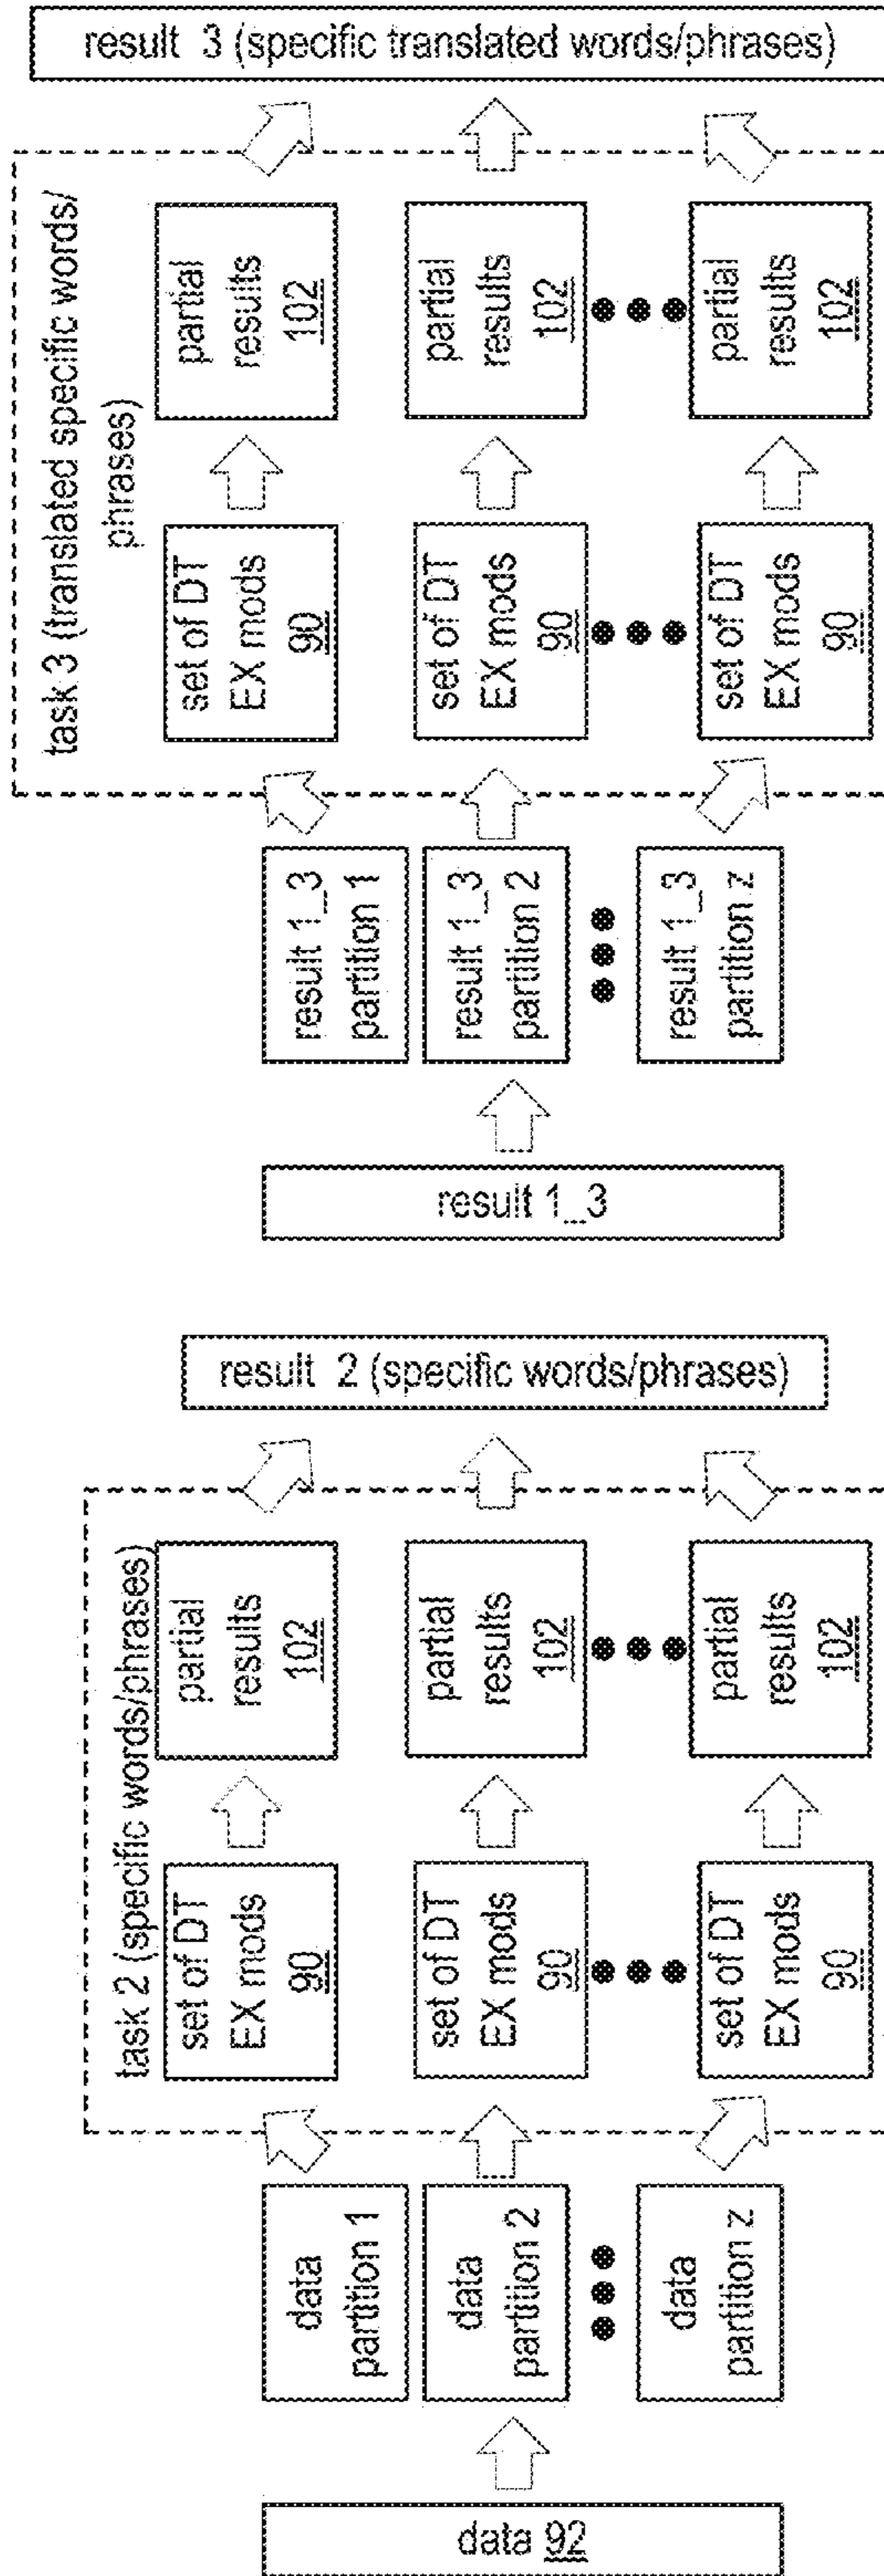 data 92
data
partition 1
data
partition 2
data
partition z
task 2 (specific words/phrases)
set of DT
EX mods
90
partial
results
102
set of DT
EX mods
90
partial
results
102
set of DT
EX mods
90
partial
results
102
result 2 (specific words/phrases)
result 1_3
result 1_3
partition 1
result 1_3
partition 2
result 1_3
partition z
task 3 (translated specific words/
phrases)
set of DT
EX mods
90
partial
results
102
set of DT
EX mods
90
partial
results
102
set of DT
EX mods
90
partial
results
102
result 3 (specific translated words/phrases)